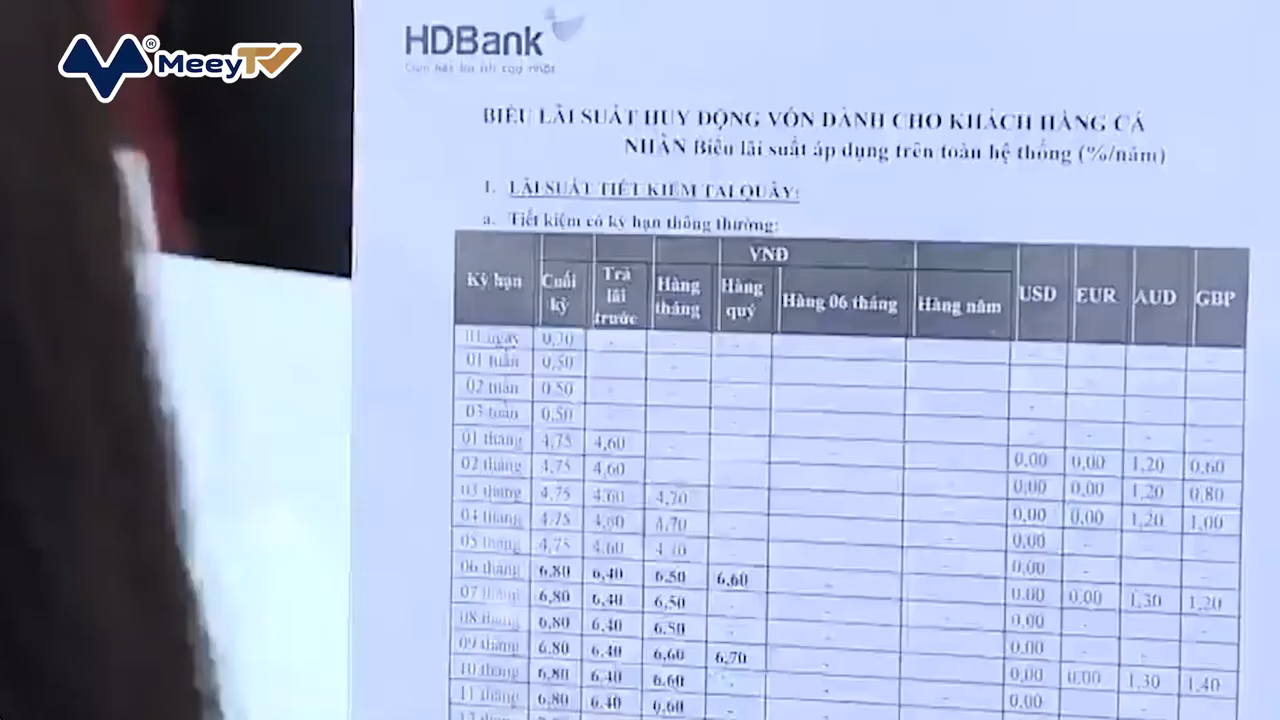 MeeyTV
HDBank
BIỂU LÃI SUẤT HUY ĐỘNG VỐN DÀNH CHO KHÁCH HÀNG CÁ
NHÂN Biểu lãi suất áp dụng trên toàn hệ thống (%/năm)
1. LÃI SUẤT TIẾT KIỆM TẠI QUẦY:
a. Tiết kiệm có kỳ hạn thông thường:
Kỳ hạn VNĐ USD EUR AUD GBP
Cuối kỳ Trả lãi trước Hàng tháng Hàng quý Hàng 06 tháng Hàng năm
01 ngày - - - - -
01 tuần 0,50 - - - - - -
02 tuần 0,50 - - - - - -
03 tuần 0,50 - - - - - -
01 tháng 4,75 4,60 - - - 0,00 0,00 1,20 0,60
02 tháng 4,75 4,60 - - - 0,00 0,00 1,20 0,80
03 tháng 4,75 4,60 4,70 - - 0,00 0,00 1,20 1,00
04 tháng 4,75 4,60 4,70 - - 0,00 - - -
05 tháng 4,75 4,60 4,70 - - 0,00 - - -
06 tháng 6,80 6,40 6,50 6,60 - - 0,00 0,00 1,30 1,20
07 tháng 6,80 6,40 6,50 - - - 0,00 - - -
08 tháng 6,80 6,40 6,50 - - - 0,00 - - -
09 tháng 6,80 6,40 6,60 6,70 - - 0,00 0,00 1,30 1,40
10 tháng 6,80 6,40 6,60 - - - 0,00 - - -
11 tháng 6,80 6,40 6,60 - - -